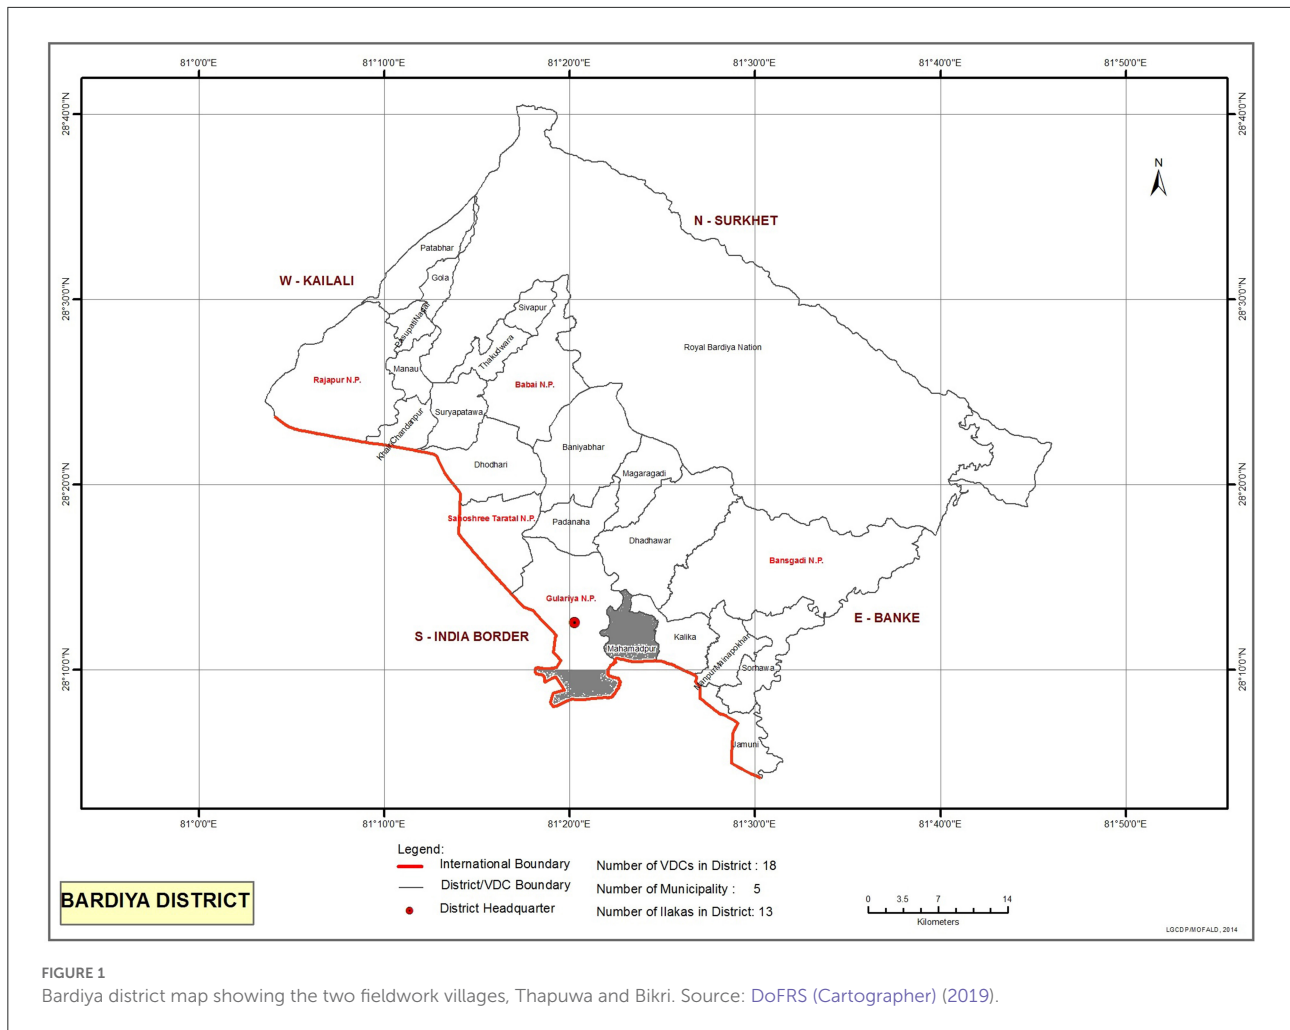 81°0'0"E 81°10'0"E 81°20'0"E 81°30'0"E 81°40'0"E 81°50'0"E
28°40'0"N 28°40'0"N
N
N - SURKHET
Patabhar
W - KAILALI
Gola
28°30'0"N 28°30'0"N
Sivapur
PasupatiNagar
Thakudwara
Royal Bardiya Nation
Manau
Rajapur N.P.
Babai N.P.
Suryapatawa
Khair Chandanpur
Baniyabhar
Dhodhari
Magaragadi
28°20'0"N 28°20'0"N
Sanoshree Taratal N.P.
Padanaha
Dhadhawar
Bansgadi N.P.
Gulariya N.P.
E - BANKE
S - INDIA BORDER
Kalika
Mahamadpur
ManpurMainapokhar
Sorhawa
28°10'0"N 28°10'0"N
Jamuni
81°0'0"E 81°10'0"E 81°20'0"E 81°30'0"E 81°40'0"E 81°50'0"E
Legend:
International Boundary
District/VDC Boundary
District Headquarter
Number of VDCs in District : 18
Number of Municipality : 5
Number of Ilakas in District: 13
BARDIYA DISTRICT
0 3.5 7 14
Kilometers
LGCDP/MOFALD, 2014
FIGURE 1
Bardiya district map showing the two fieldwork villages, Thapuwa and Bikri. Source: DoFRS (Cartographer) (2019).